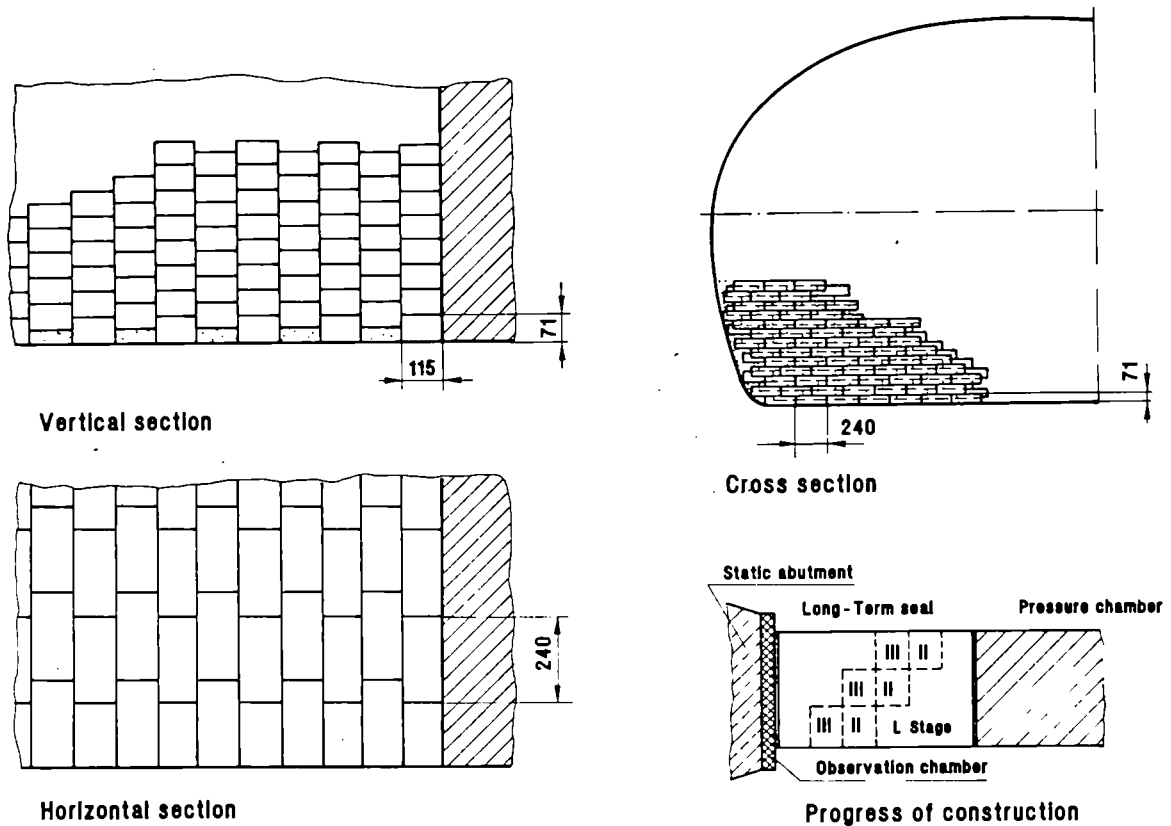 71
115
Vertical section
71
240
Cross section
240
Horizontal section
Static abutment
Long-Term seal
Pressure chamber
III II
III II
III II
L Stage
Observation chamber
Progress of construction